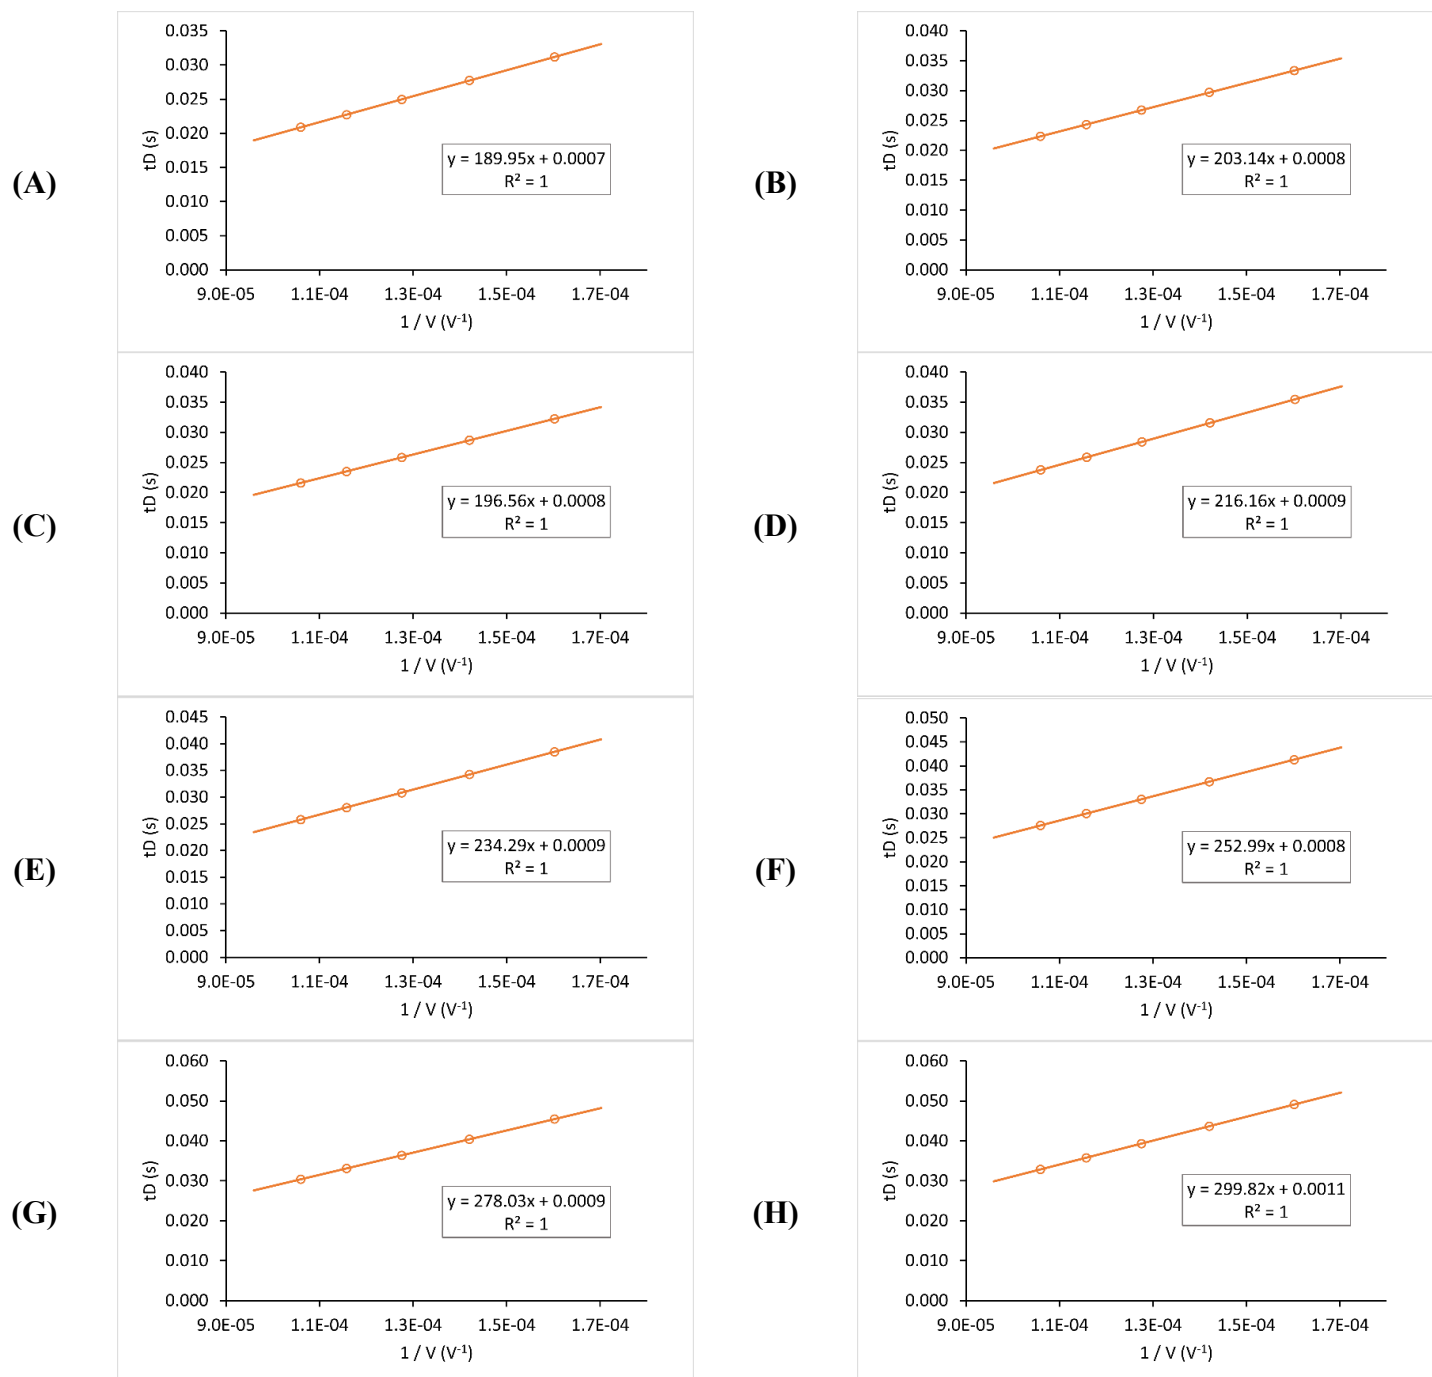 (A)
tD (s)
0.035
0.030
0.025
0.020
0.015
0.010
0.005
0.000
y = 189.95x + 0.0007
R² = 1
9.0E-05 1.1E-04 1.3E-04 1.5E-04 1.7E-04
1 / V (V⁻¹)
(B)
tD (s)
0.040
0.035
0.030
0.025
0.020
0.015
0.010
0.005
0.000
y = 203.14x + 0.0008
R² = 1
9.0E-05 1.1E-04 1.3E-04 1.5E-04 1.7E-04
1 / V (V⁻¹)
(C)
tD (s)
0.040
0.035
0.030
0.025
0.020
0.015
0.010
0.005
0.000
y = 196.56x + 0.0008
R² = 1
9.0E-05 1.1E-04 1.3E-04 1.5E-04 1.7E-04
1 / V (V⁻¹)
(D)
tD (s)
0.040
0.035
0.030
0.025
0.020
0.015
0.010
0.005
0.000
y = 216.16x + 0.0009
R² = 1
9.0E-05 1.1E-04 1.3E-04 1.5E-04 1.7E-04
1 / V (V⁻¹)
(E)
tD (s)
0.045
0.040
0.035
0.030
0.025
0.020
0.015
0.010
0.005
0.000
y = 234.29x + 0.0009
R² = 1
9.0E-05 1.1E-04 1.3E-04 1.5E-04 1.7E-04
1 / V (V⁻¹)
(F)
tD (s)
0.050
0.045
0.040
0.035
0.030
0.025
0.020
0.015
0.010
0.005
0.000
y = 252.99x + 0.0008
R² = 1
9.0E-05 1.1E-04 1.3E-04 1.5E-04 1.7E-04
1 / V (V⁻¹)
(G)
tD (s)
0.060
0.050
0.040
0.030
0.020
0.010
0.000
y = 278.03x + 0.0009
R² = 1
9.0E-05 1.1E-04 1.3E-04 1.5E-04 1.7E-04
1 / V (V⁻¹)
(H)
tD (s)
0.060
0.050
0.040
0.030
0.020
0.010
0.000
y = 299.82x + 0.0011
R² = 1
9.0E-05 1.1E-04 1.3E-04 1.5E-04 1.7E-04
1 / V (V⁻¹)